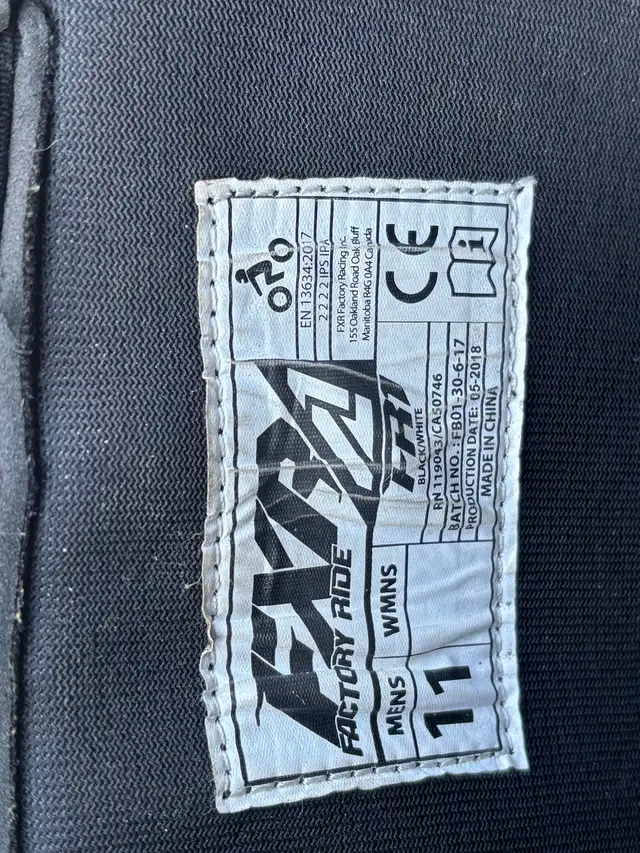 FXR
FACTORY RIDE
EN 13634:2017
2 2 2 2 IPS IPA
FXR Factory Racing Inc.
155 Oakland Road Oak Bluff
Manitoba R4G 0A4 Canada
MENS
11
WMNS
FR1
BLACK/WHITE
RN 119043/CA 50746
BATCH NO. : FB01-30-6-17
PRODUCTION DATE: 05-2018
MADE IN CHINA
CE
i